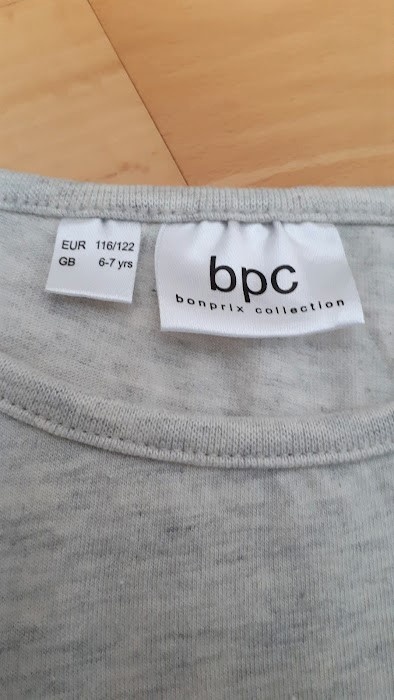 EUR 116/122
GB 6-7 yrs
bpc
bonprix collection